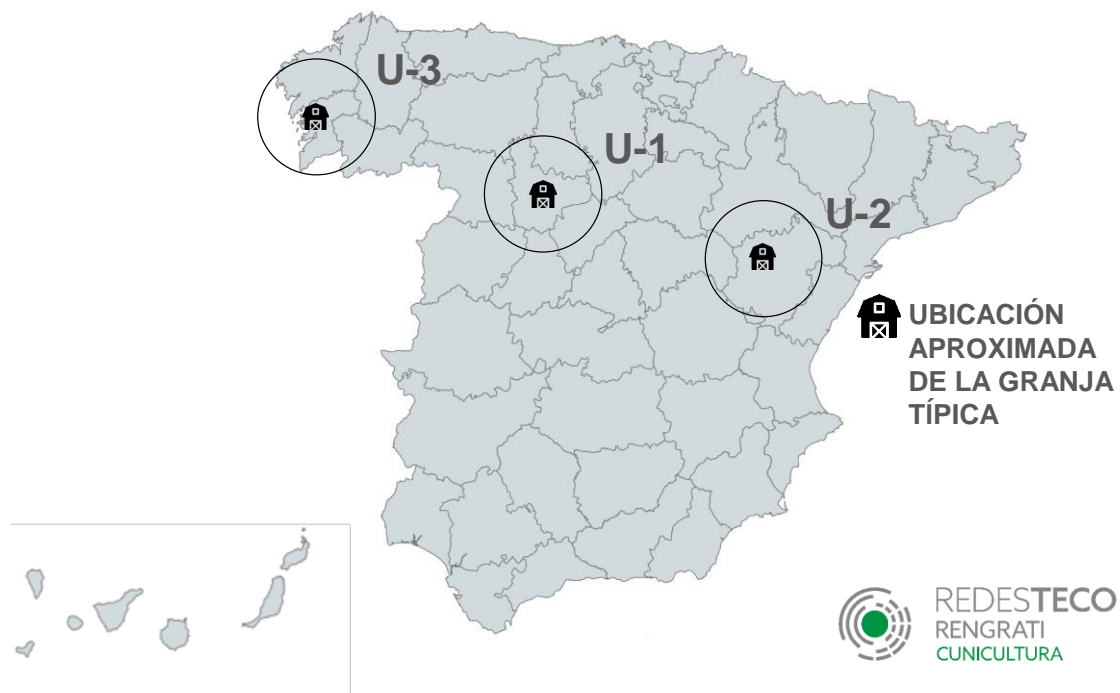 U-3
U-1
U-2
UBICACIÓN
APROXIMADA
DE LA GRANJA
TÍPICA
REDESTECO
RENGRATI
CUNICULTURA